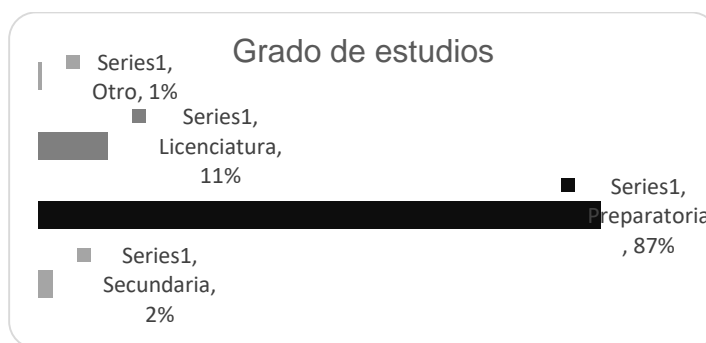 Grado de estudios
Series1,
Otro, 1%
Series1,
Licenciatura,
11%
Series1,
Preparatoria
, 87%
Series1,
Secundaria,
2%